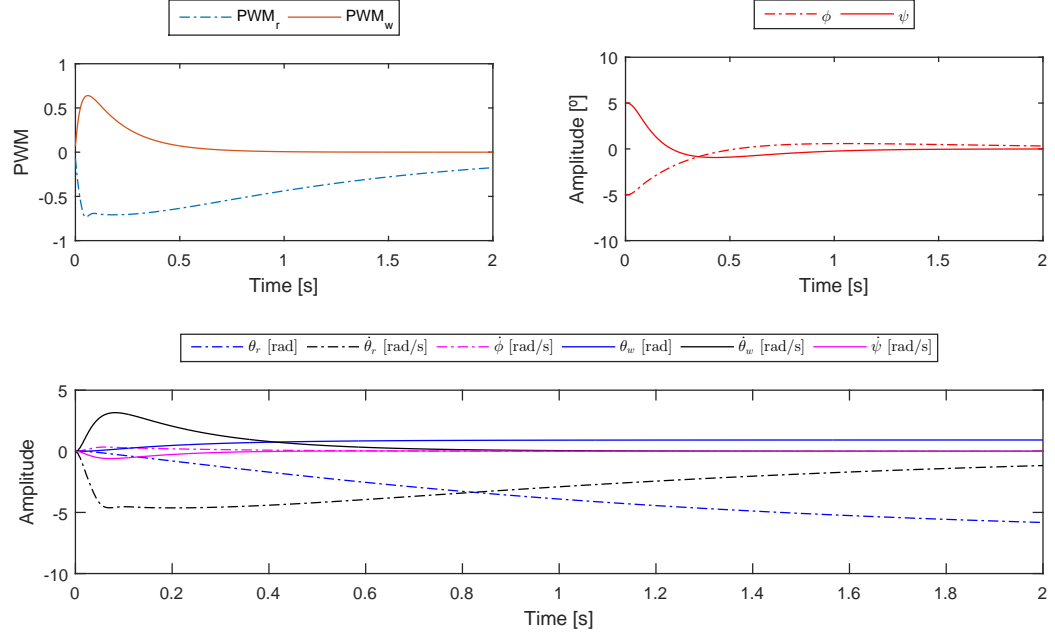 PWM_r PWM_w
1
0.5
0
-0.5
-1
PWM
0 0.5 1 1.5 2
Time [s]
ϕ ψ
10
5
0
-5
-10
Amplitude [º]
0 0.5 1 1.5 2
Time [s]
θ_r [rad] θ̇_r [rad/s] ϕ̇ [rad/s] θ_w [rad] θ̇_w [rad/s] ψ̇ [rad/s]
5
0
-5
-10
Amplitude
0 0.2 0.4 0.6 0.8 1 1.2 1.4 1.6 1.8 2
Time [s]